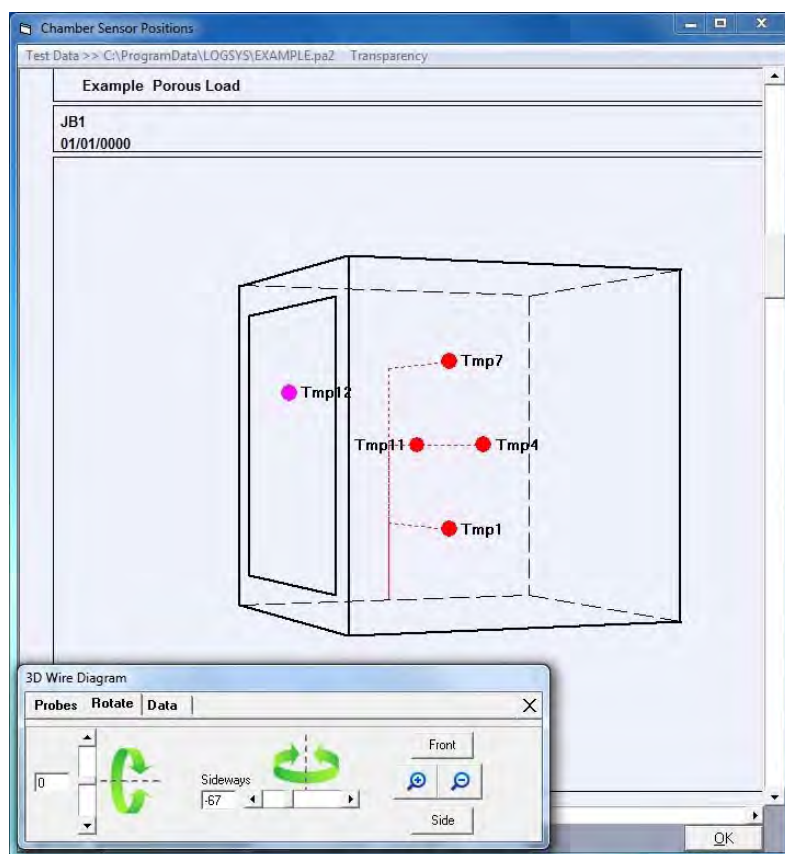 Chamber Sensor Positions
Test Data >> C:\ProgramData\LOGSYS\EXAMPLE.pa2 Transparency
Example Porous Load
JB1
01/01/0000
Tmp7
Tmp12
Tmp11 Tmp4
Tmp1
3D Wire Diagram
Probes Rotate Data
Front
0
Sideways
-67
Side
OK